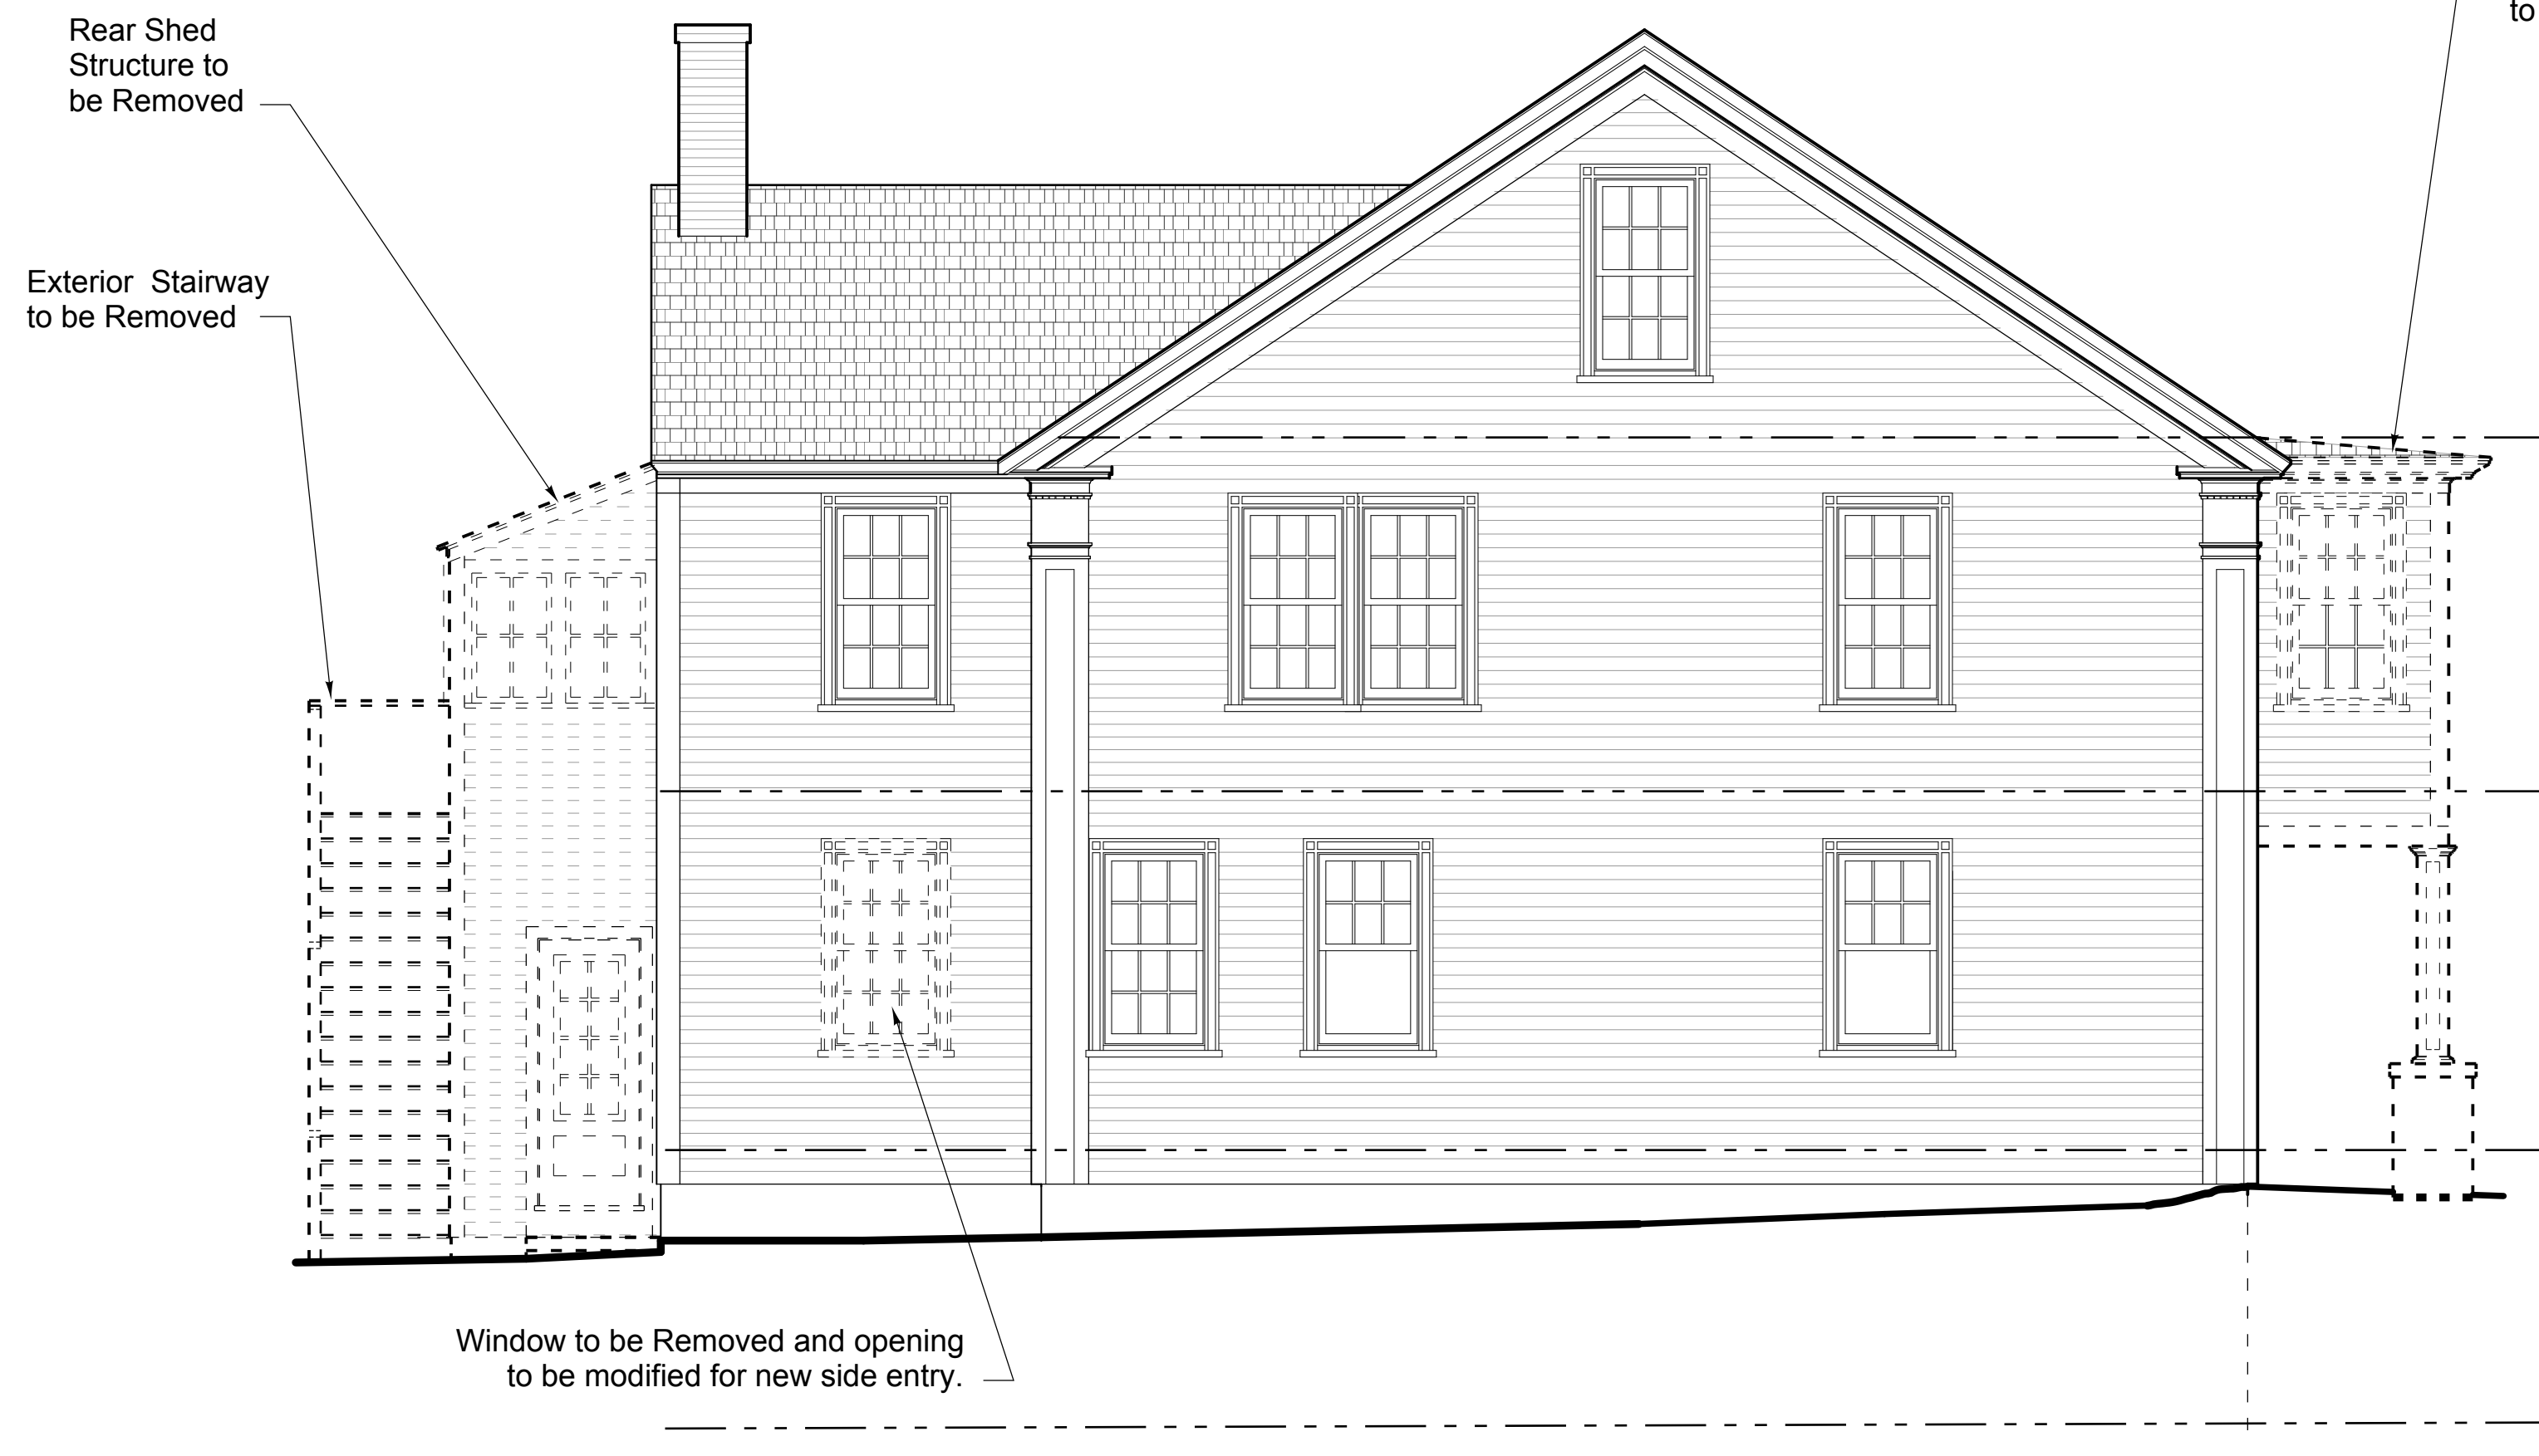 Rear Shed
Structure to
be Removed
Exterior Stairway
to be Removed
to
Window to be Removed and opening
to be modified for new side entry.